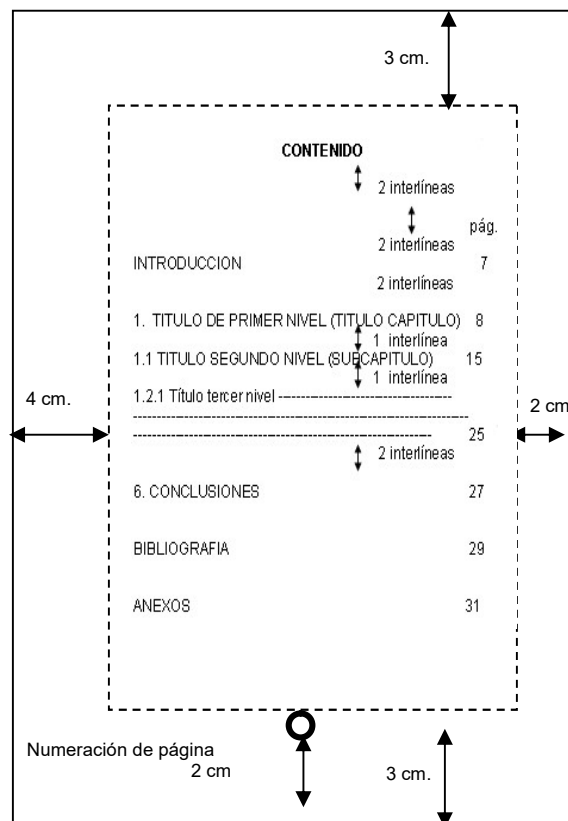 3 cm.
CONTENIDO
2 interlíneas
pág.
2 interlíneas
INTRODUCCION 7
2 interlíneas
1. TITULO DE PRIMER NIVEL (TITULO CAPITULO) 8
1 interlínea
1.1 TITULO SEGUNDO NIVEL (SUBCAPITULO) 15
1 interlínea
1.2.1 Título tercer nivel ------------------------------------
4 cm.
2 cm
----------------------------------------------------------------------
--------------------------------------------------------------- 25
2 interlíneas
6. CONCLUSIONES 27
BIBLIOGRAFIA 29
ANEXOS 31
Numeración de página
2 cm
3 cm.